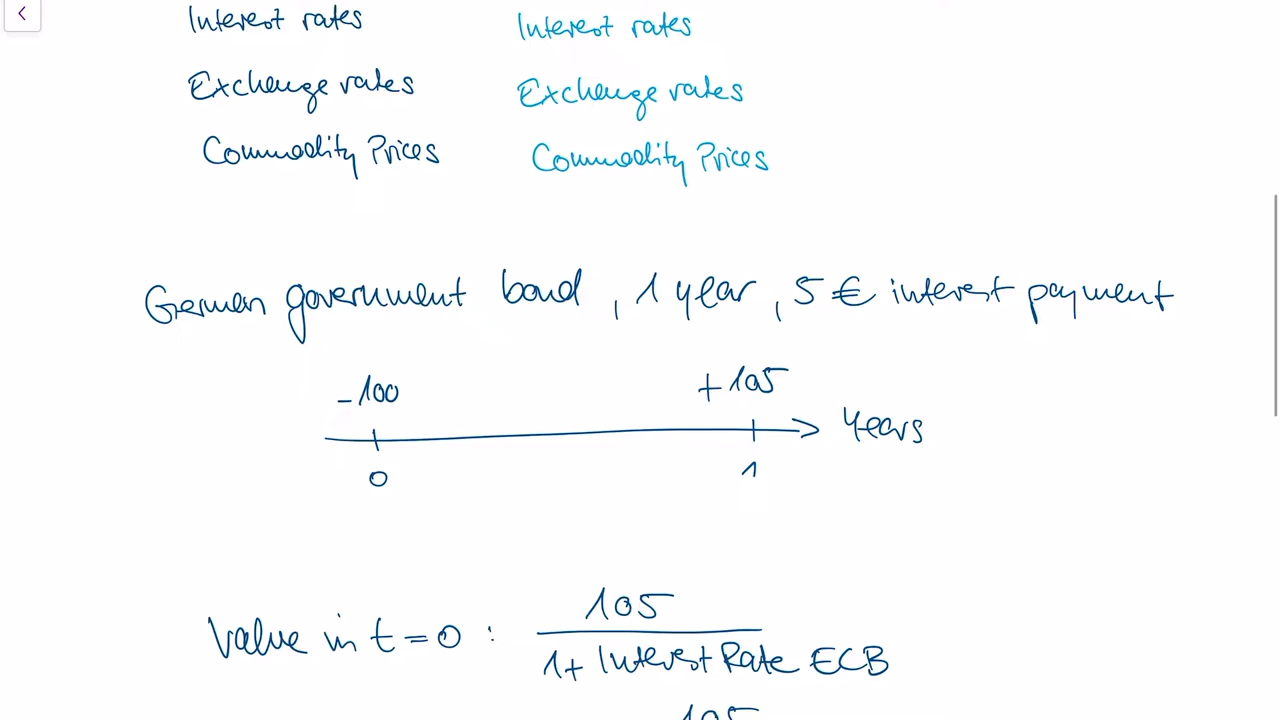 Interest rates Interest rates
Exchange rates Exchange rates
Commodity Prices Commodity Prices
German government bond, 1 year, 5 € interest payment
-100 +105
Years
0 1
105
Value in t=0 :
1+ Interest Rate ECB
105